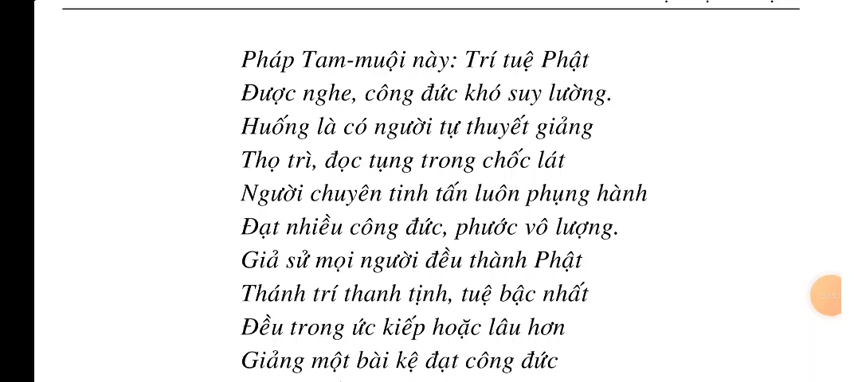 Pháp Tam-muội này: Trí tuệ Phật
Được nghe, công đức khó suy lường.
Huống là có người tự thuyết giảng
Thọ trì, đọc tụng trong chốc lát
Người chuyên tinh tấn luôn phụng hành
Đạt nhiều công đức, phước vô lượng.
Giả sử mọi người đều thành Phật
Thánh trí thanh tịnh, tuệ bậc nhất
Đều trong ức kiếp hoặc lâu hơn
Giảng một bài kệ đạt công đức